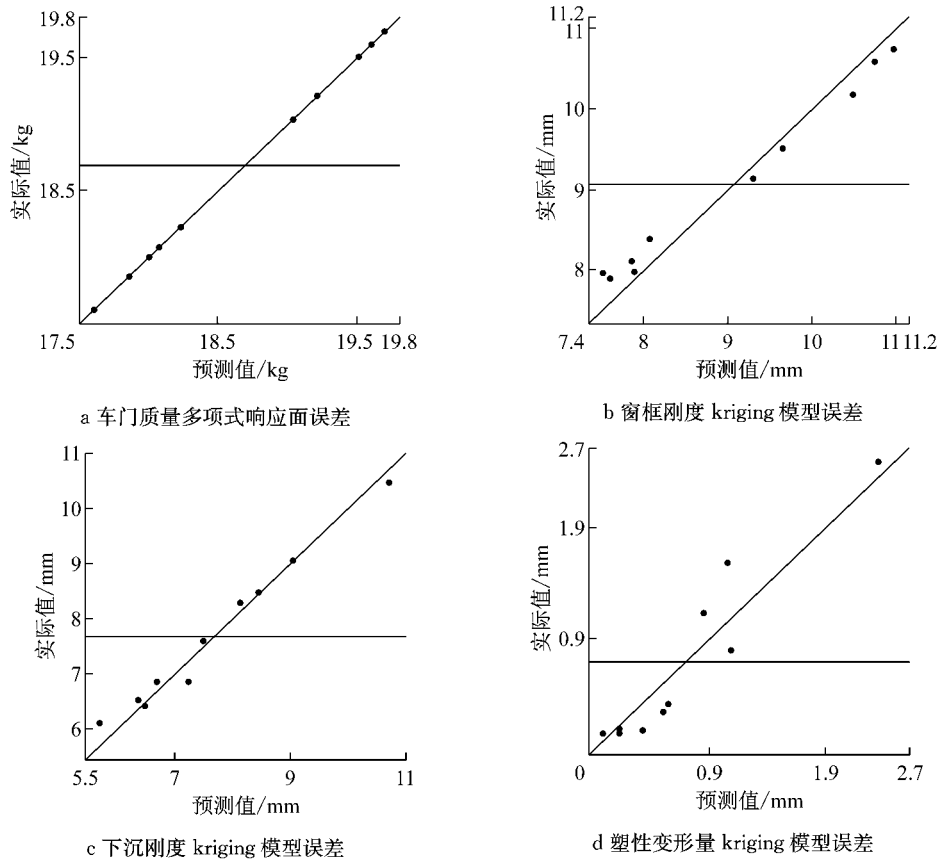 19.8
19.5
18.5
实际值/kg
17.5
18.5
19.5
19.8
预测值/kg
a 车门质量多项式响应面误差
11.2
11
10
9
8
实际值/mm
7.4
8
9
10
11
11.2
预测值/mm
b 窗框刚度 kriging 模型误差
11
10
9
8
7
6
实际值/mm
5.5
7
9
11
预测值/mm
c 下沉刚度 kriging 模型误差
2.7
1.9
0.9
实际值/mm
0
0.9
1.9
2.7
预测值/mm
d 塑性变形量 kriging 模型误差